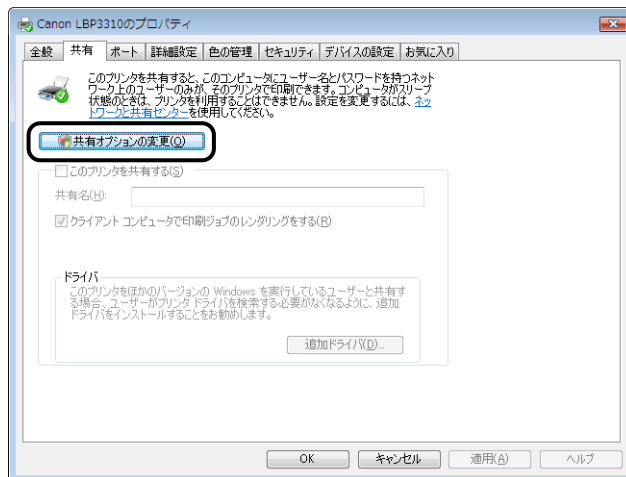 Canon LBP3310のプロパティ
全般 共有 ポート 詳細設定 色の管理 セキュリティ デバイスの設定 お気に入り
このプリンタを共有すると、このコンピュータにユーザー名とパスワードを持つネット
ワーク上のユーザーのみが、そのプリンタで印刷できます。コンピュータがスリープ
状態のときは、プリンタを利用することはできません。設定を変更するには、ネッ
トワークと共有センターを使用してください。
共有オプションの変更(O)
このプリンタを共有する(S)
共有名(H):
クライアント コンピュータで印刷ジョブのレンダリングをする(R)
ドライバ
このプリンタをほかのバージョンの Windows を実行しているユーザーと共有す
る場合、ユーザーがプリンタ ドライバを検索する必要がなくなるように、追加
ドライバをインストールすることをお勧めします。
追加ドライバ(D)...
OK キャンセル 適用(A) ヘルプ